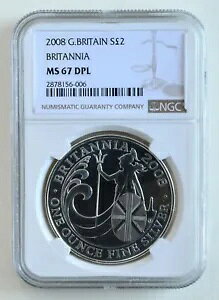 2008 G.BRITAIN S£2
BRITANNIA
MS 67 DPL
2878156-006
NUMISMATIC GUARANTY COMPANY
NGC
BRITANNIA 2008
ONE OUNCE FINE SILVER